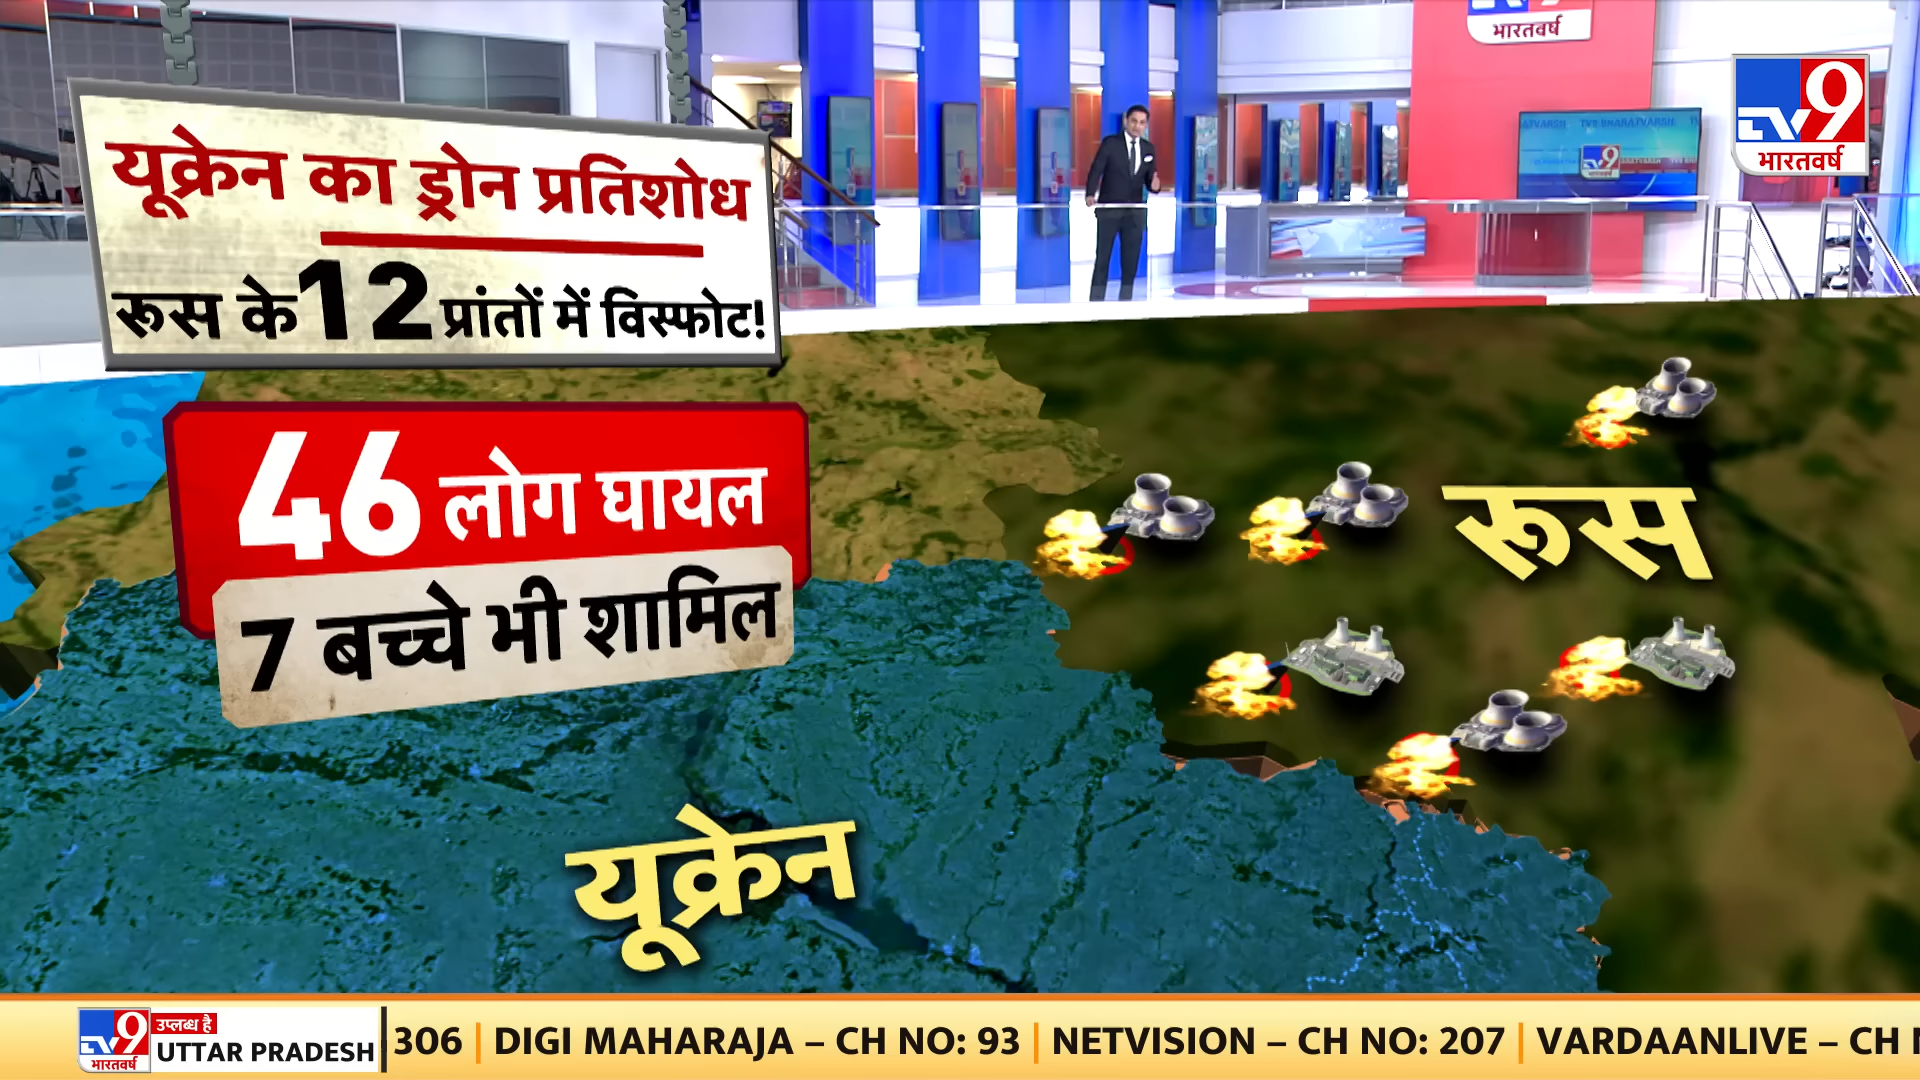 TV9
भारतवर्ष
भारतवर्ष
यूक्रेन का ड्रोन प्रतिशोध
रूस के 12 प्रांतों में विस्फोट!
46 लोग घायल
7 बच्चे भी शामिल
रूस
यूक्रेन
TV9 भारतवर्ष
उपलब्ध है
UTTAR PRADESH
306 | DIGI MAHARAJA – CH NO: 93 | NETVISION – CH NO: 207 | VARDAANLIVE – CH